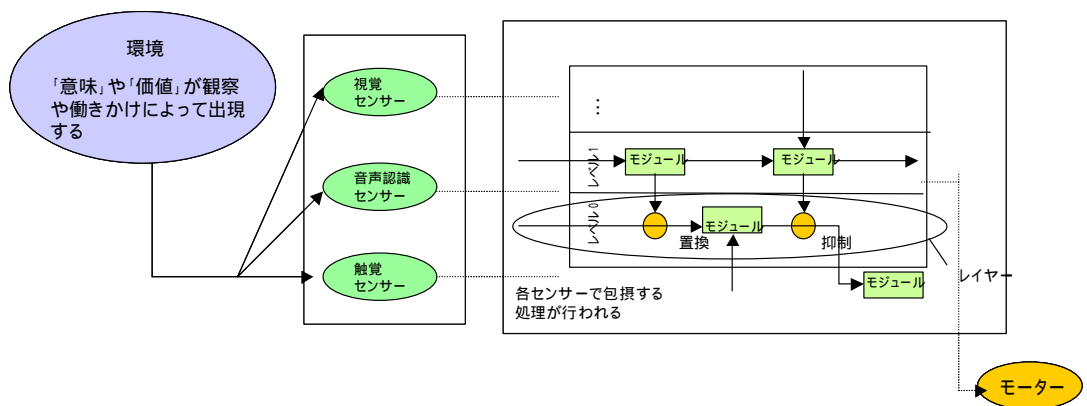 環境
「意味」や「価値」が観察
や働きかけによって出現
する
視覚
センサー
音声認識
センサー
触覚
センサー
…
レベル1
モジュール
モジュール
レベル0
置換
モジュール
抑制
モジュール
レイヤー
各センサーで包摂する
処理が行われる
モーター